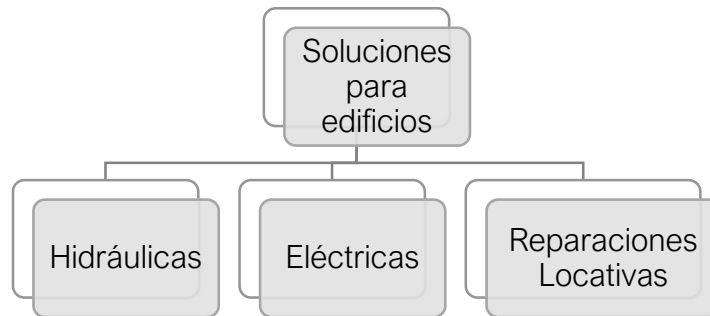 Soluciones
para
edificios
Hidráulicas
Eléctricas
Reparaciones
Locativas